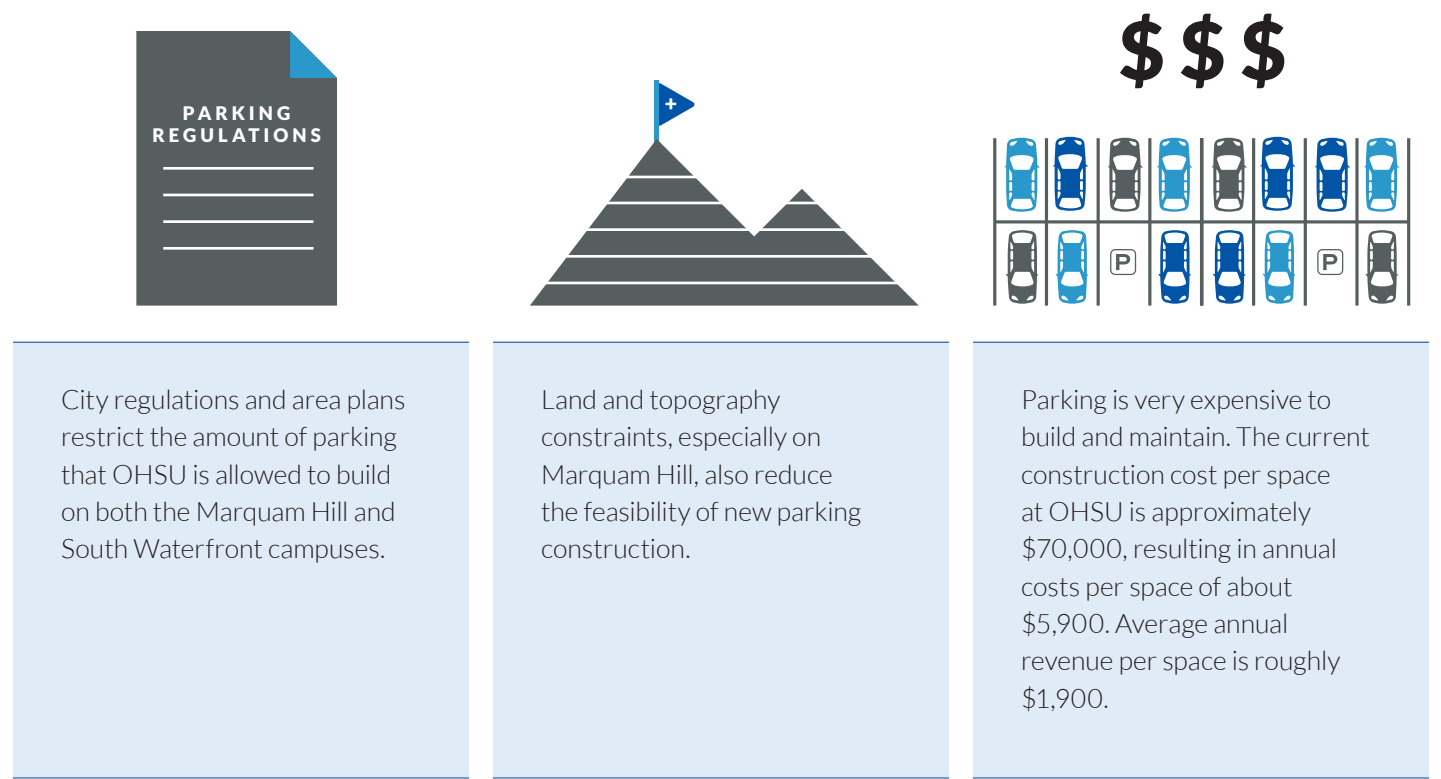 PARKING
REGULATIONS
+
$ $ $
P
P
City regulations and area plans
restrict the amount of parking
that OHSU is allowed to build
on both the Marquam Hill and
South Waterfront campuses.
Land and topography
constraints, especially on
Marquam Hill, also reduce
the feasibility of new parking
construction.
Parking is very expensive to
build and maintain. The current
construction cost per space
at OHSU is approximately
$70,000, resulting in annual
costs per space of about
$5,900. Average annual
revenue per space is roughly
$1,900.